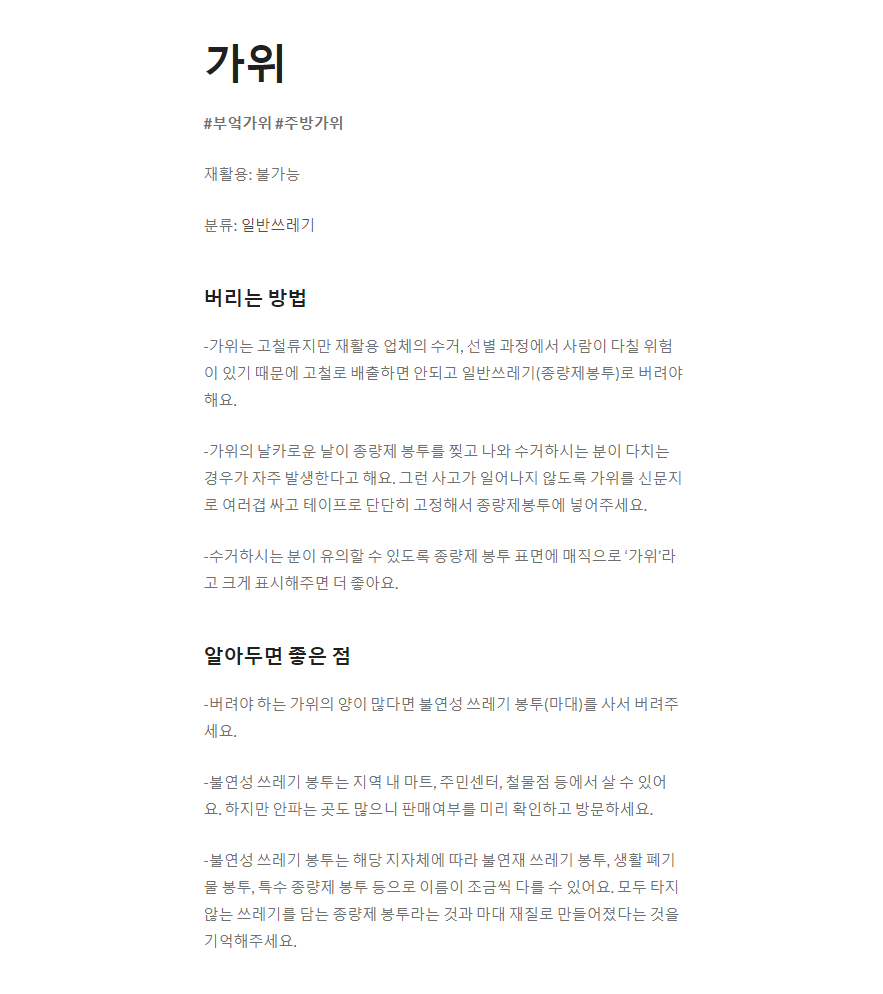 가위
#부엌가위 #주방가위
재활용: 불가능
분류: 일반쓰레기
버리는 방법
-가위는 고철류지만 재활용 업체의 수거, 선별 과정에서 사람이 다칠 위험
이 있기 때문에 고철로 배출하면 안되고 일반쓰레기(종량제봉투)로 버려야
해요.
-가위의 날카로운 날이 종량제 봉투를 찢고 나와 수거하시는 분이 다치는
경우가 자주 발생한다고 해요. 그런 사고가 일어나지 않도록 가위를 신문지
로 여러겹 싸고 테이프로 단단히 고정해서 종량제봉투에 넣어주세요.
-수거하시는 분이 유의할 수 있도록 종량제 봉투 표면에 매직으로 ‘가위’라
고 크게 표시해주면 더 좋아요.
알아두면 좋은 점
-버려야 하는 가위의 양이 많다면 불연성 쓰레기 봉투(마대)를 사서 버려주
세요.
-불연성 쓰레기 봉투는 지역 내 마트, 주민센터, 철물점 등에서 살 수 있어
요. 하지만 안파는 곳도 많으니 판매여부를 미리 확인하고 방문하세요.
-불연성 쓰레기 봉투는 해당 지자체에 따라 불연재 쓰레기 봉투, 생활 폐기
물 봉투, 특수 종량제 봉투 등으로 이름이 조금씩 다를 수 있어요. 모두 타지
않는 쓰레기를 담는 종량제 봉투라는 것과 마대 재질로 만들어졌다는 것을
기억해주세요.